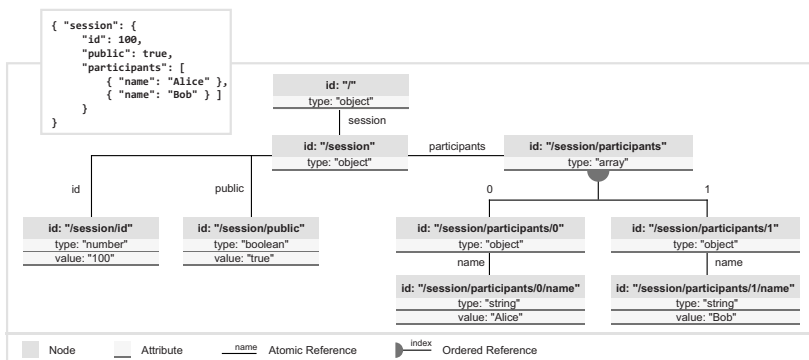 { "session": {
"id": 100,
"public": true,
"participants": [
{ "name": "Alice" },
{ "name": "Bob" } ]
}
}
id: "/"
type: "object"
session
id: "/session"
type: "object"
participants
id: "/session/participants"
type: "array"
id
public
0
1
id: "/session/id"
type: "number"
value: "100"
id: "/session/public"
type: "boolean"
value: "true"
id: "/session/participants/0"
type: "object"
name
id: "/session/participants/0/name"
type: "string"
value: "Alice"
id: "/session/participants/1"
type: "object"
name
id: "/session/participants/1/name"
type: "string"
value: "Bob"
Node
Attribute
name Atomic Reference
index Ordered Reference